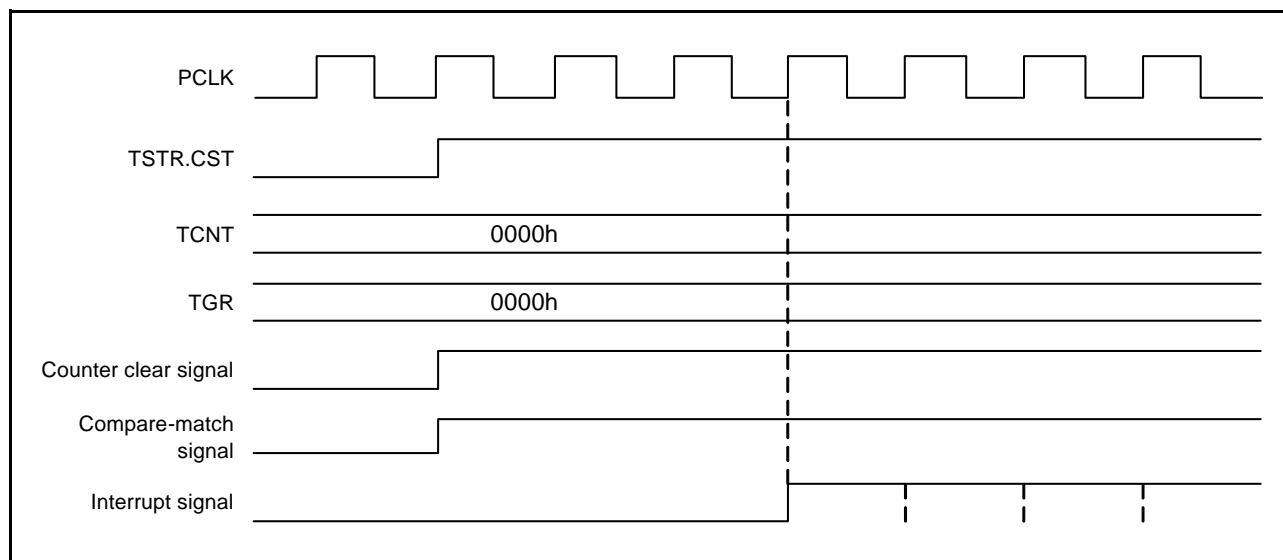 PCLK
TSTR.CST
TCNT
0000h
TGR
0000h
Counter clear signal
Compare-match
signal
Interrupt signal